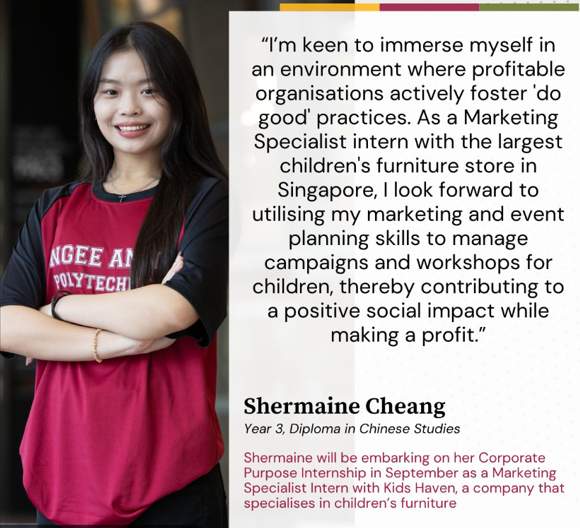 “I’m keen to immerse myself in
an environment where profitable
organisations actively foster 'do
good' practices. As a Marketing
Specialist intern with the largest
children's furniture store in
Singapore, I look forward to
utilising my marketing and event
planning skills to manage
campaigns and workshops for
children, thereby contributing to
a positive social impact while
making a profit.”
NGEE AN
POLYTECH
Shermaine Cheang
Year 3, Diploma in Chinese Studies
Shermaine will be embarking on her Corporate
Purpose Internship in September as a Marketing
Specialist Intern with Kids Haven, a company that
specialises in children’s furniture